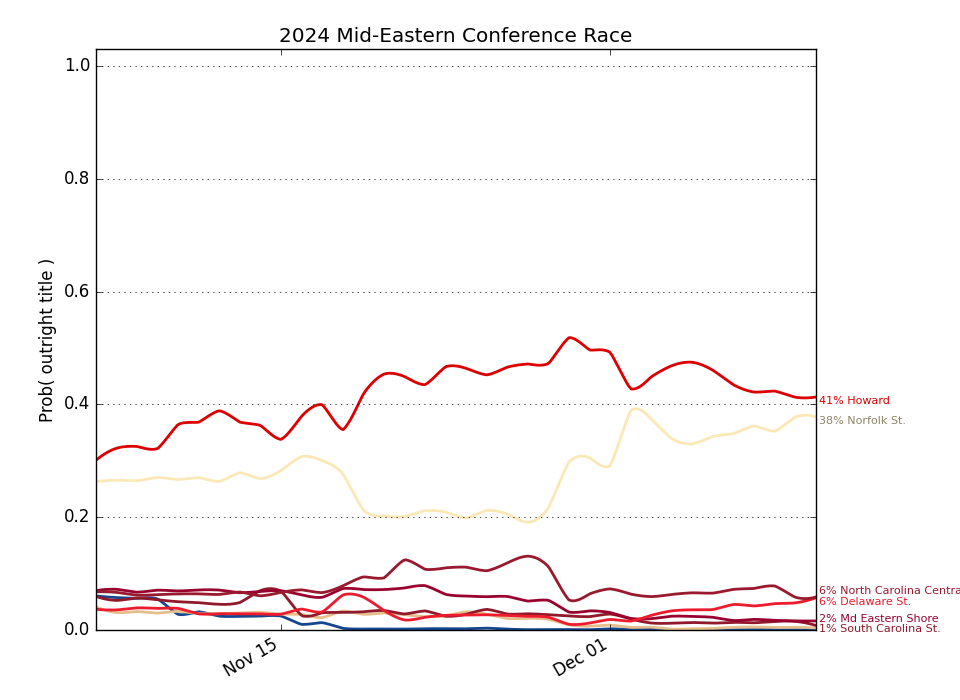 2024 Mid-Eastern Conference Race
1.0
0.8
0.6
0.4
0.2
0.0
Prob( outright title )
Nov 15
Dec 01
41% Howard
38% Norfolk St.
6% North Carolina Centra
6% Delaware St.
2% Md Eastern Shore
1% South Carolina St.